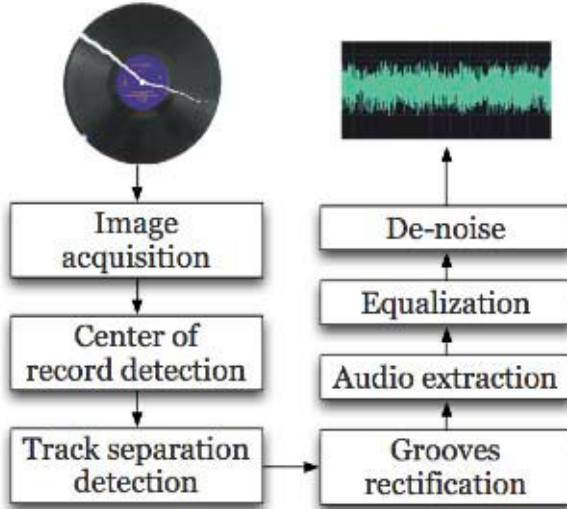 Image
acquisition
Center of
record detection
Track separation
detection
Grooves
rectification
Audio extraction
Equalization
De-noise